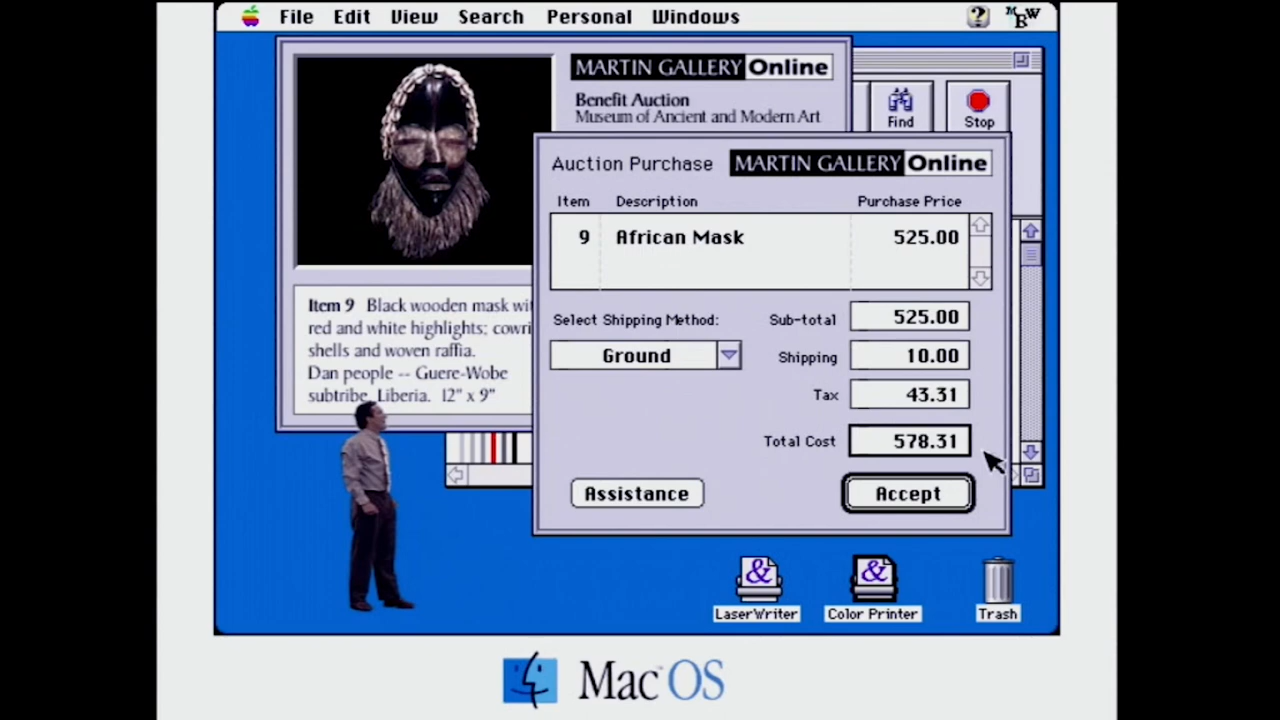 File Edit View Search Personal Windows
MARTIN GALLERY Online
Benefit Auction
Museum of Ancient and Modern Art
Find
Stop
Auction Purchase
MARTIN GALLERY Online
Item Description Purchase Price
9 African Mask 525.00
Item 9 Black wooden mask wi
red and white highlights; cowri
shells and woven raffia.
Dan people -- Guere-Wobe
subtribe, Liberia. 12" x 9"
Select Shipping Method:
Ground
Sub-total 525.00
Shipping 10.00
Tax 43.31
Total Cost 578.31
Assistance
Accept
LaserWriter
Color Printer
Trash
Mac™ OS